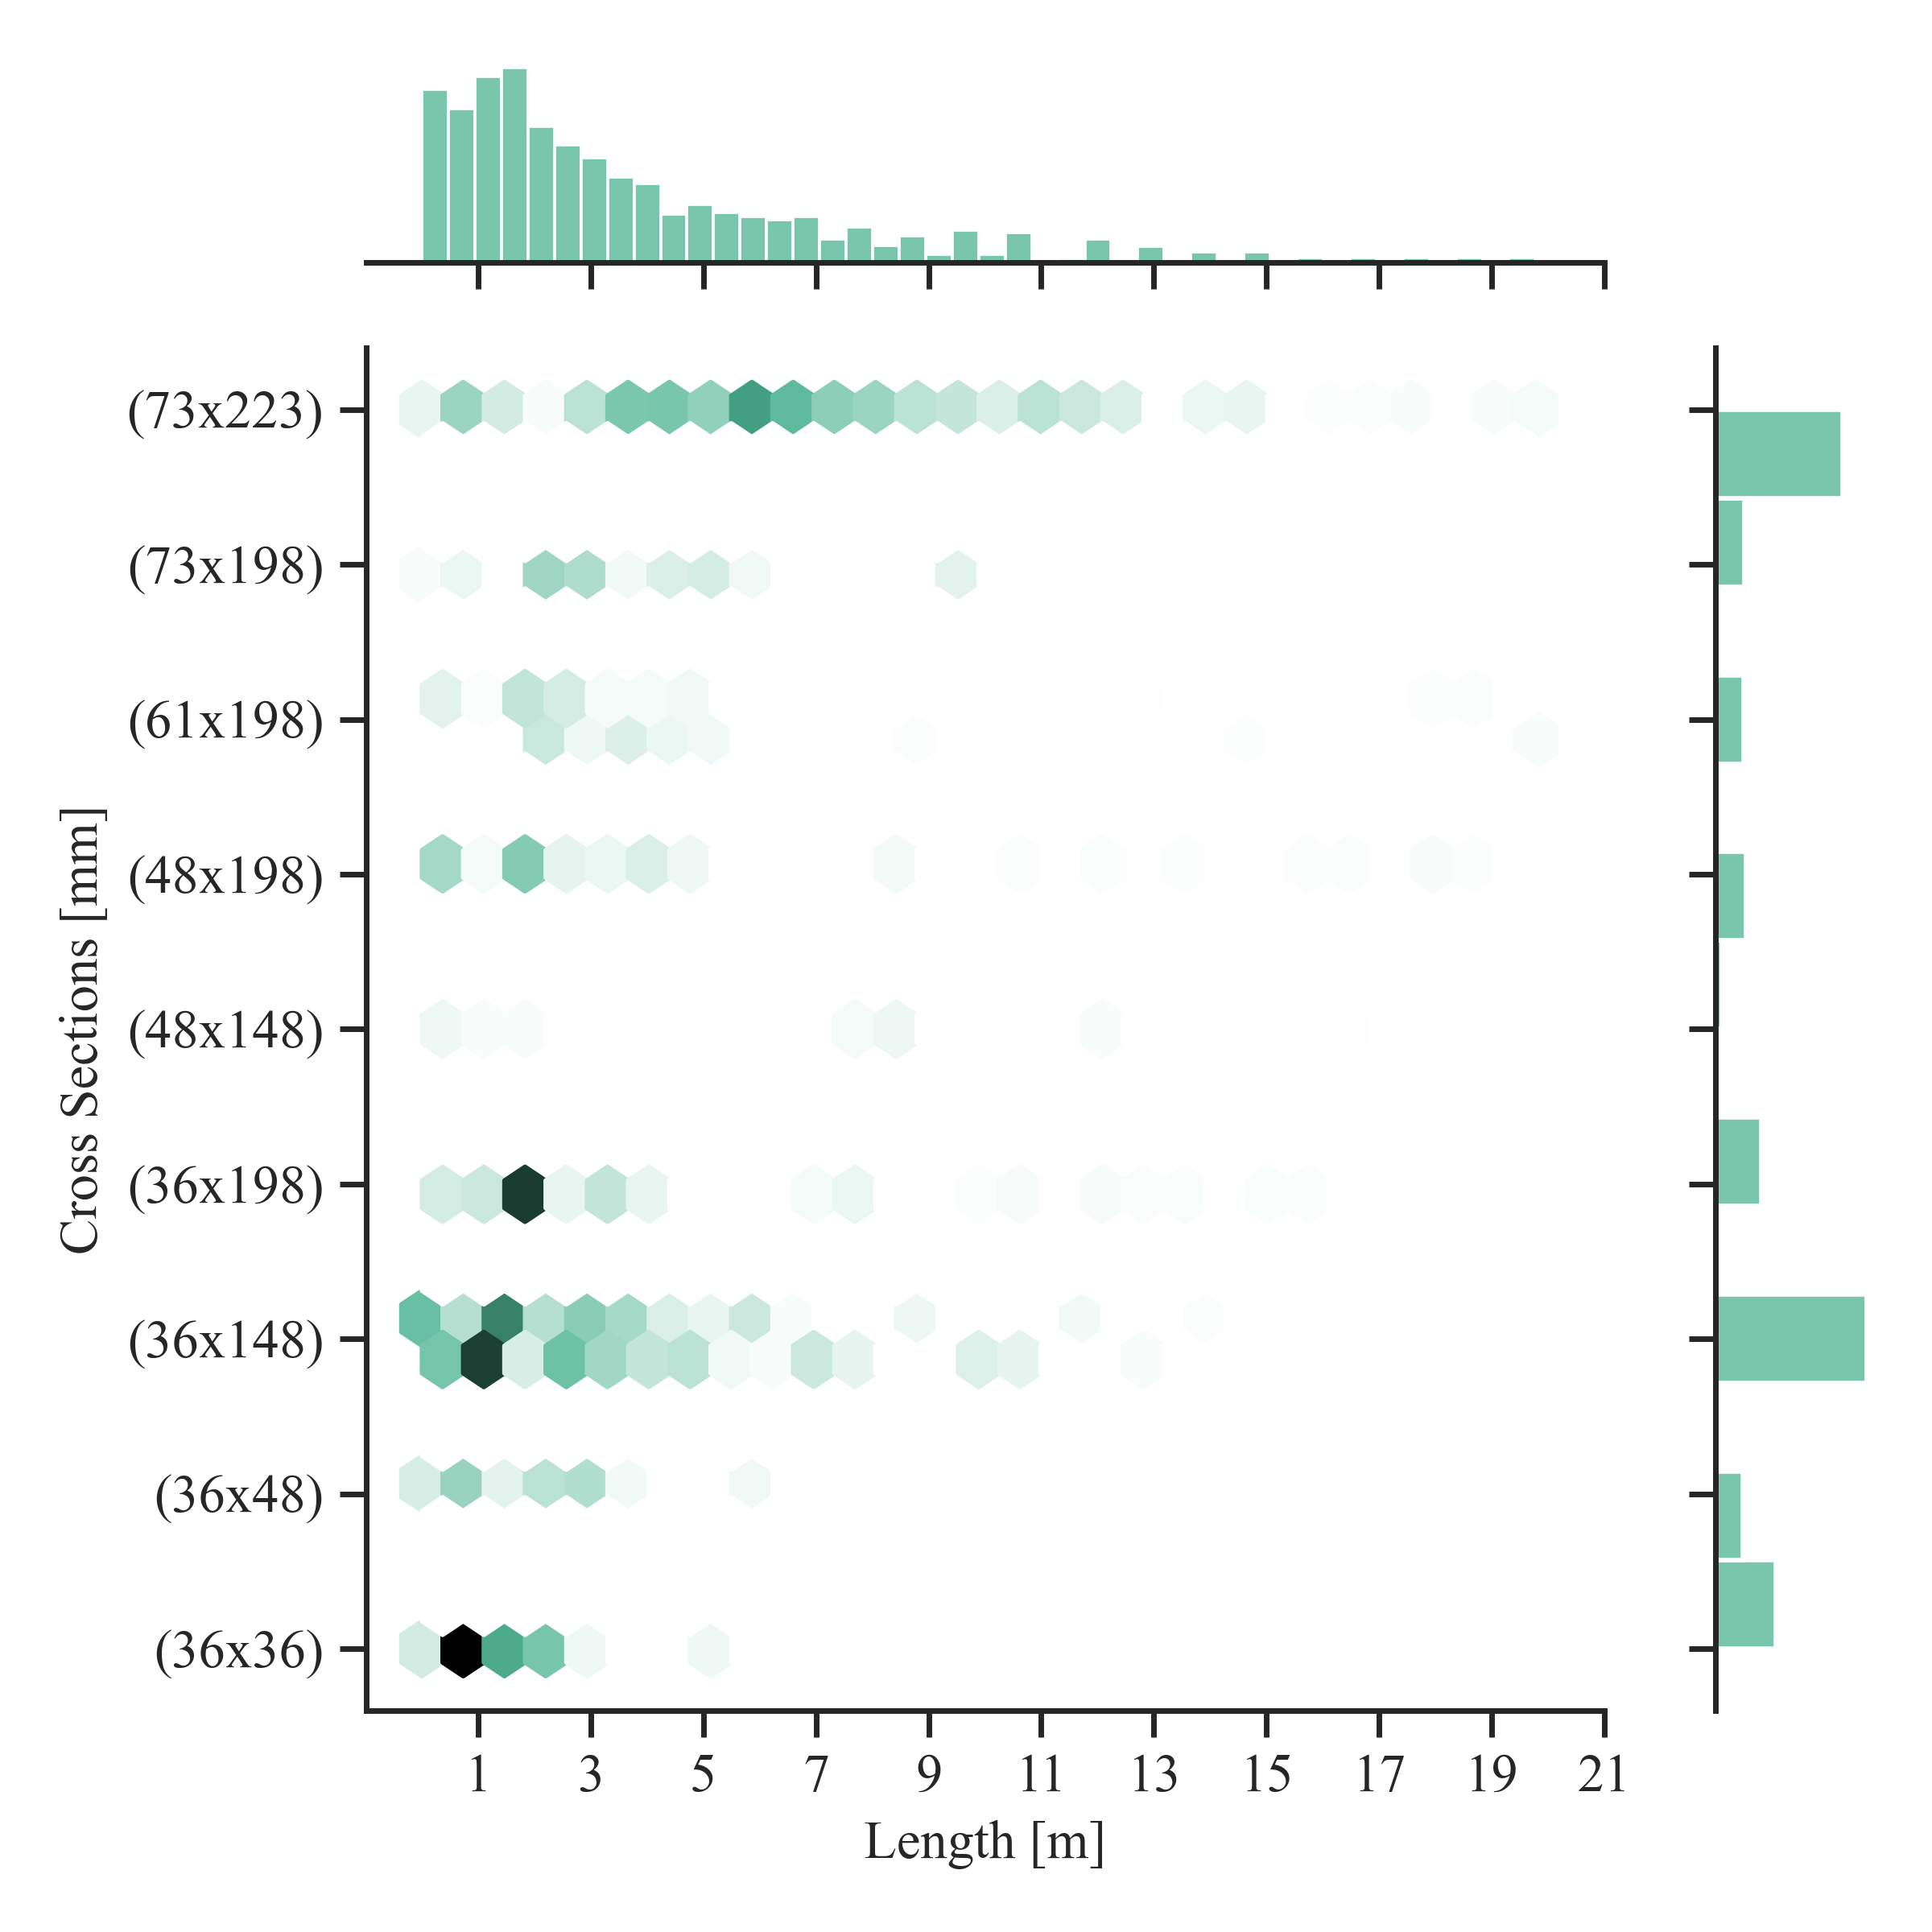 (73x223)
(73x198)
(61x198)
(48x198)
(48x148)
(36x198)
(36x148)
(36x48)
(36x36)
Cross Sections [mm]
1 3 5 7 9 11 13 15 17 19 21
Length [m]